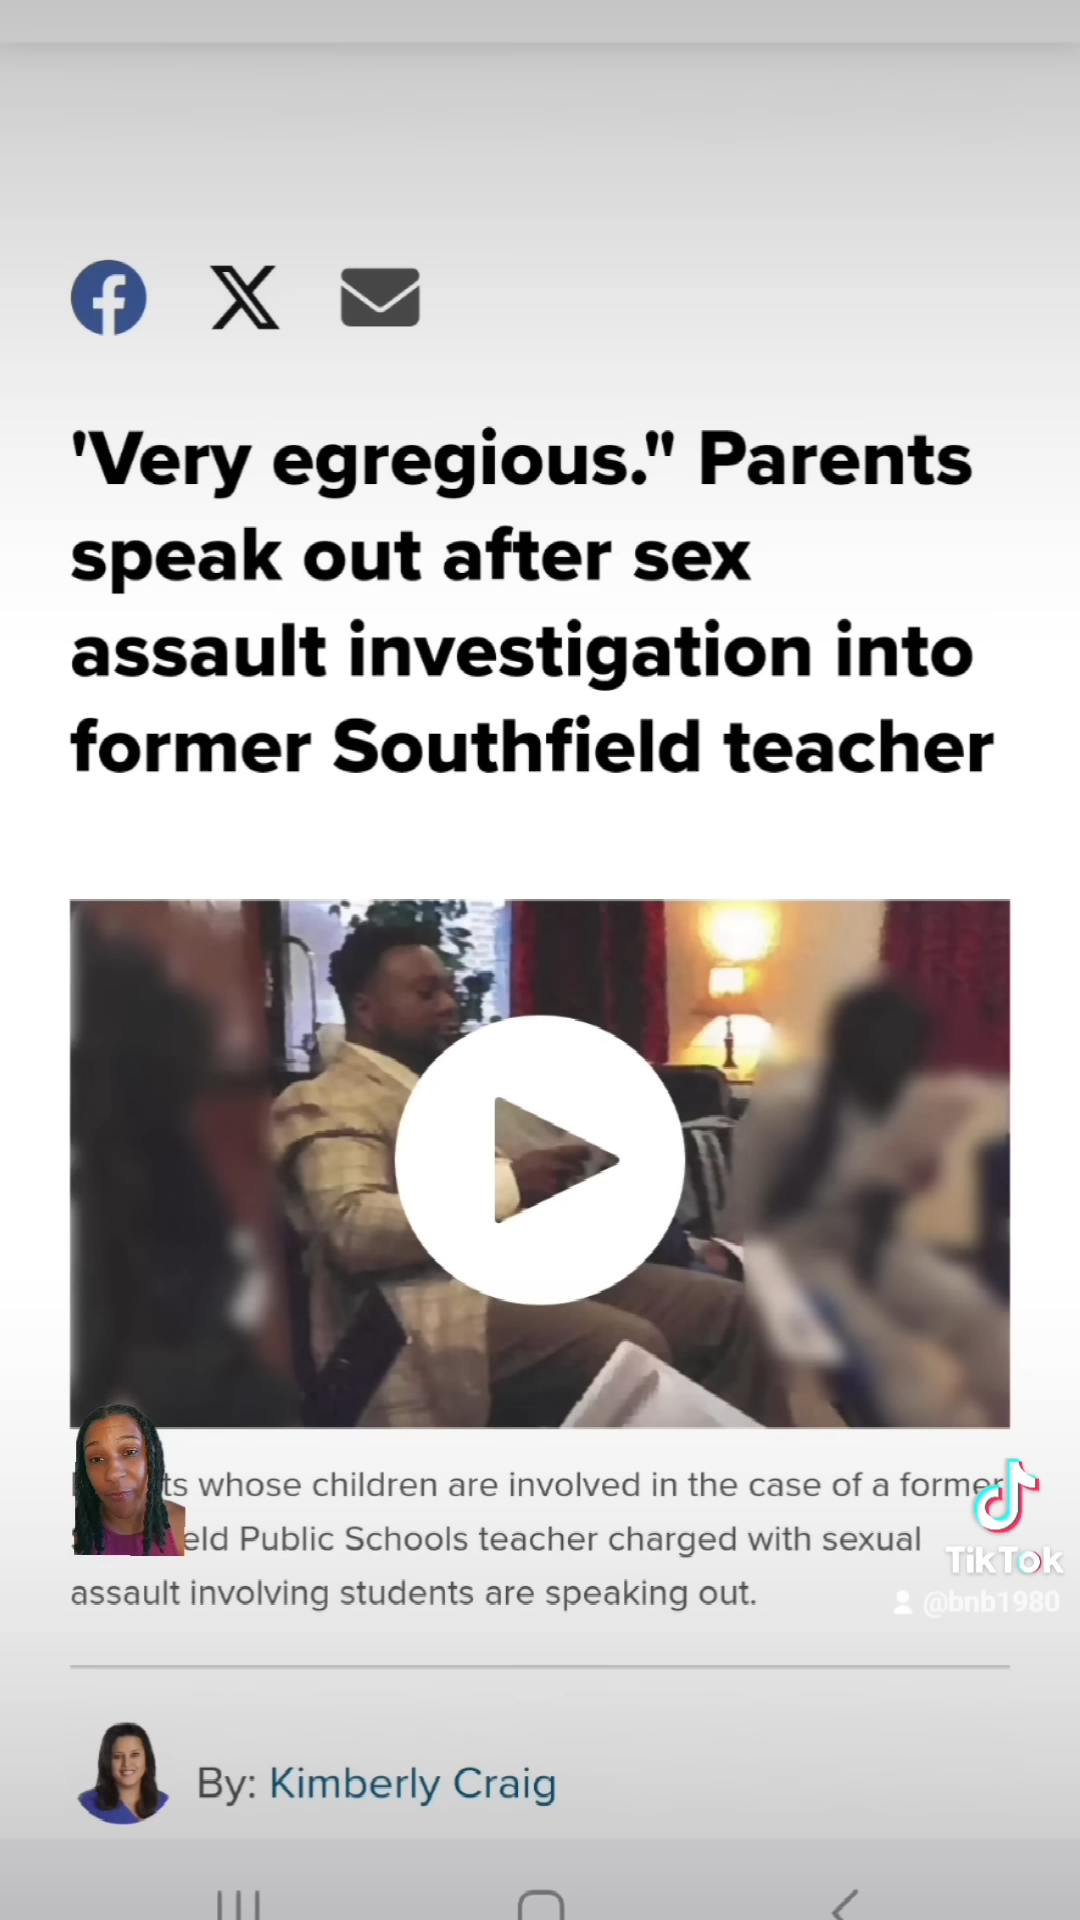 'Very egregious." Parents
speak out after sex
assault investigation into
former Southfield teacher
whose children are involved in the case of a former
Public Schools teacher charged with sexual
assault involving students are speaking out.
TikTok
@bnb1980
By: Kimberly Craig